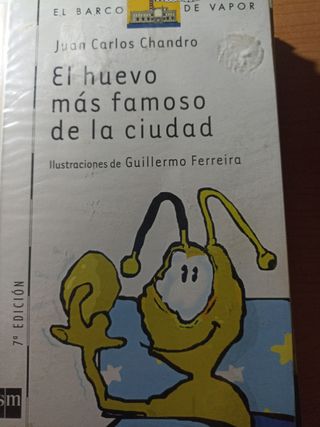 EL BARCO DE VAPOR
Juan Carlos Chandro
El huevo
más famoso
de la ciudad
Ilustraciones de Guillermo Ferreira
7ª EDICIÓN
sm